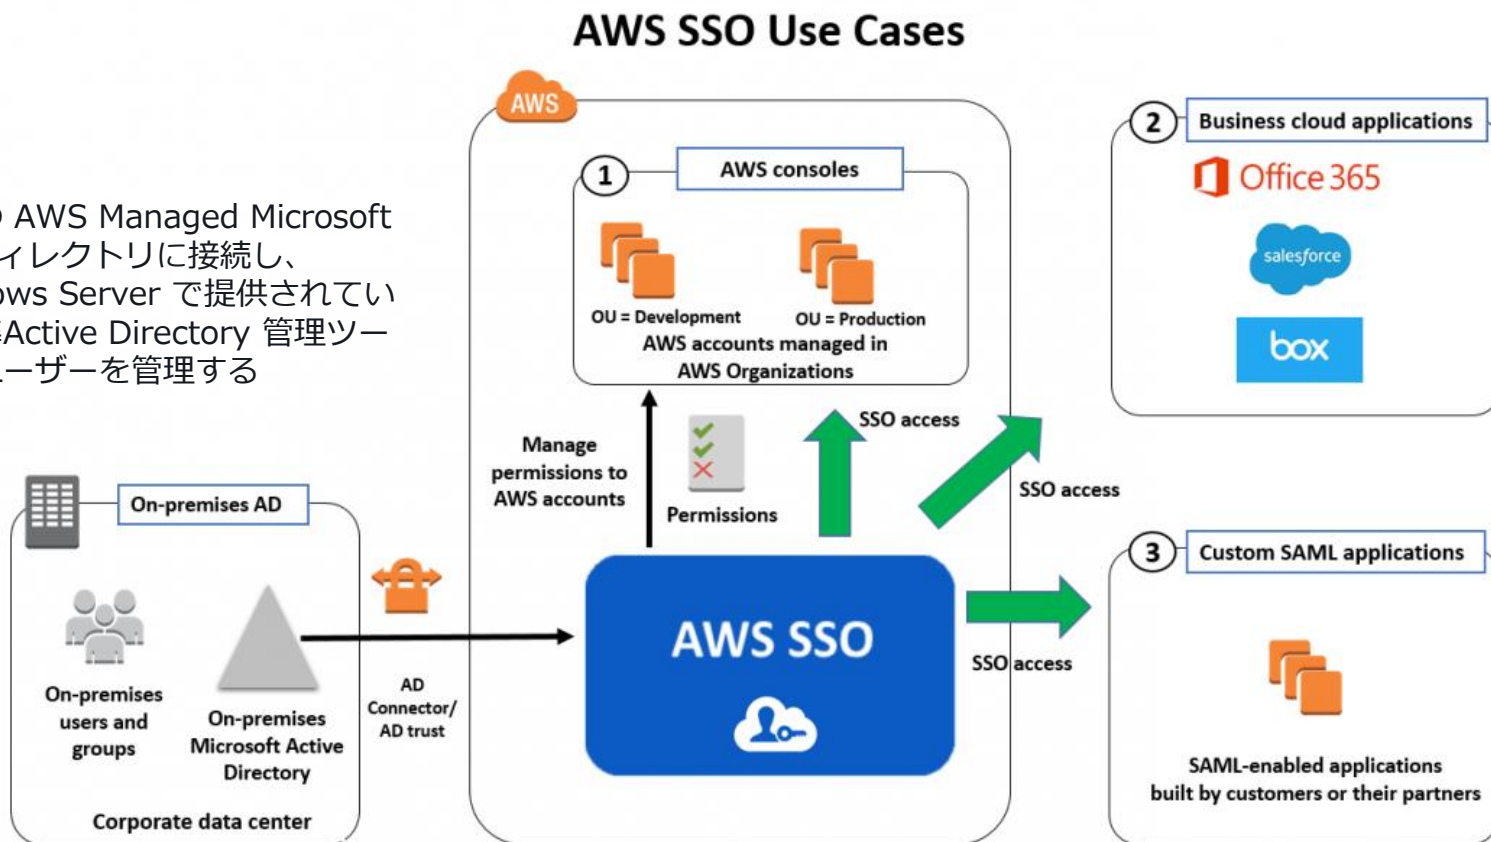 AWS SSO Use Cases
AWS
AWS Managed Microsoft
ィレクトリに接続し、
ows Server で提供されてい
Active Directory 管理ツー
ユーザーを管理する
1
AWS consoles
OU = Development
OU = Production
AWS accounts managed in
AWS Organizations
2
Business cloud applications
Office 365
salesforce
box
Manage
permissions to
AWS accounts
Permissions
SSO access
SSO access
On-premises AD
On-premises
users and
groups
On-premises
Microsoft Active
Directory
Corporate data center
AD
Connector/
AD trust
AWS SSO
SSO access
3
Custom SAML applications
SAML-enabled applications
built by customers or their partners